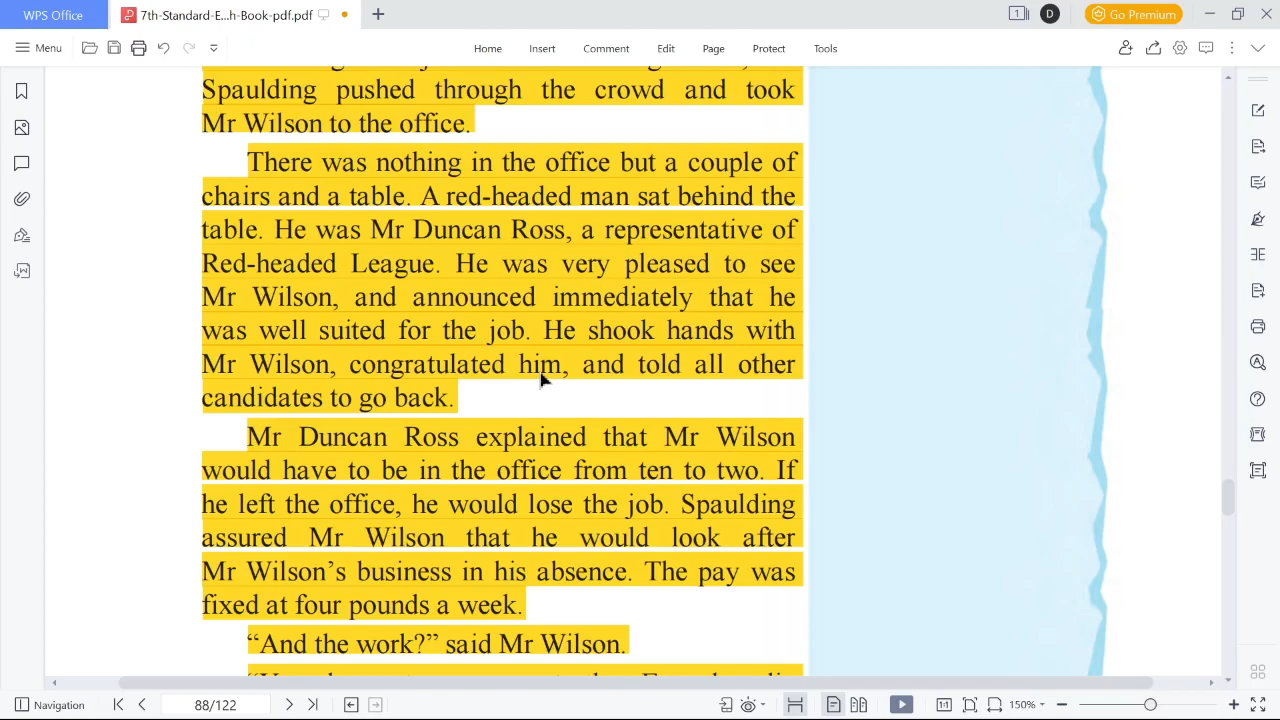 WPS Office
7th-Standard-E...h-Book-pdf.pdf
1
D
Go Premium
Menu
Home Insert Comment Edit Page Protect Tools
Spaulding pushed through the crowd and took
Mr Wilson to the office.
There was nothing in the office but a couple of
chairs and a table. A red-headed man sat behind the
table. He was Mr Duncan Ross, a representative of
Red-headed League. He was very pleased to see
Mr Wilson, and announced immediately that he
was well suited for the job. He shook hands with
Mr Wilson, congratulated him, and told all other
candidates to go back.
Mr Duncan Ross explained that Mr Wilson
would have to be in the office from ten to two. If
he left the office, he would lose the job. Spaulding
assured Mr Wilson that he would look after
Mr Wilson's business in his absence. The pay was
fixed at four pounds a week.
“And the work?” said Mr Wilson.
Navigation
88/122
1:1
150%